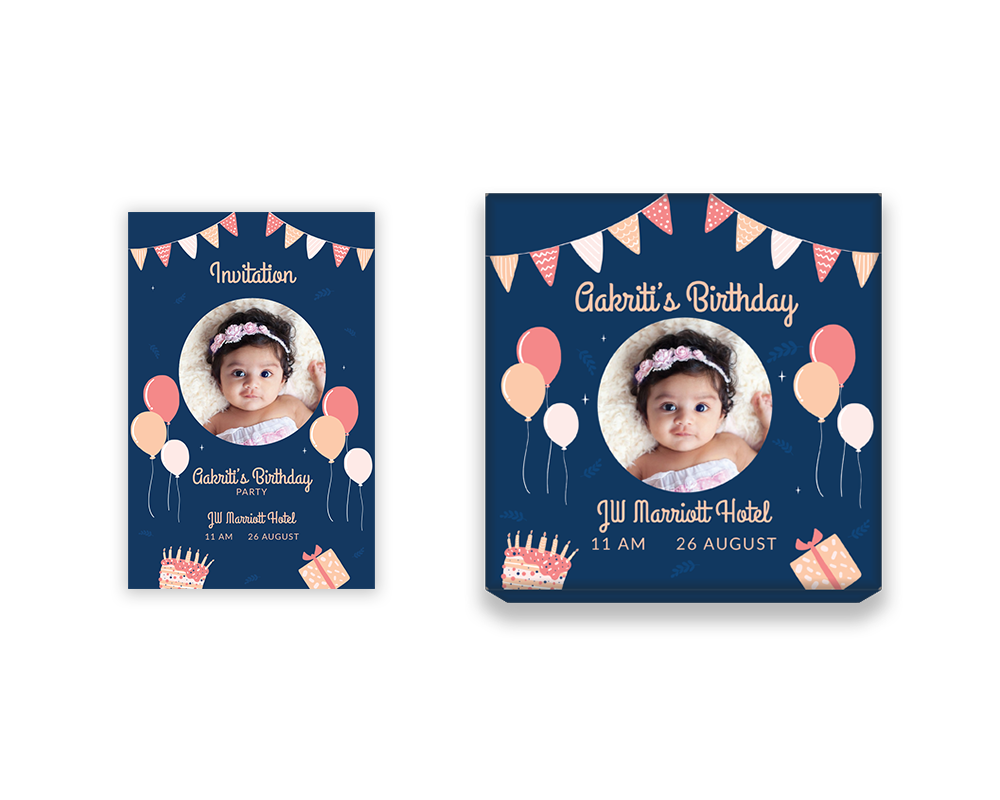 Invitation
Aakriti's Birthday
PARTY
JW Marriott Hotel
11 AM 26 AUGUST
Aakriti's Birthday
JW Marriott Hotel
11 AM 26 AUGUST